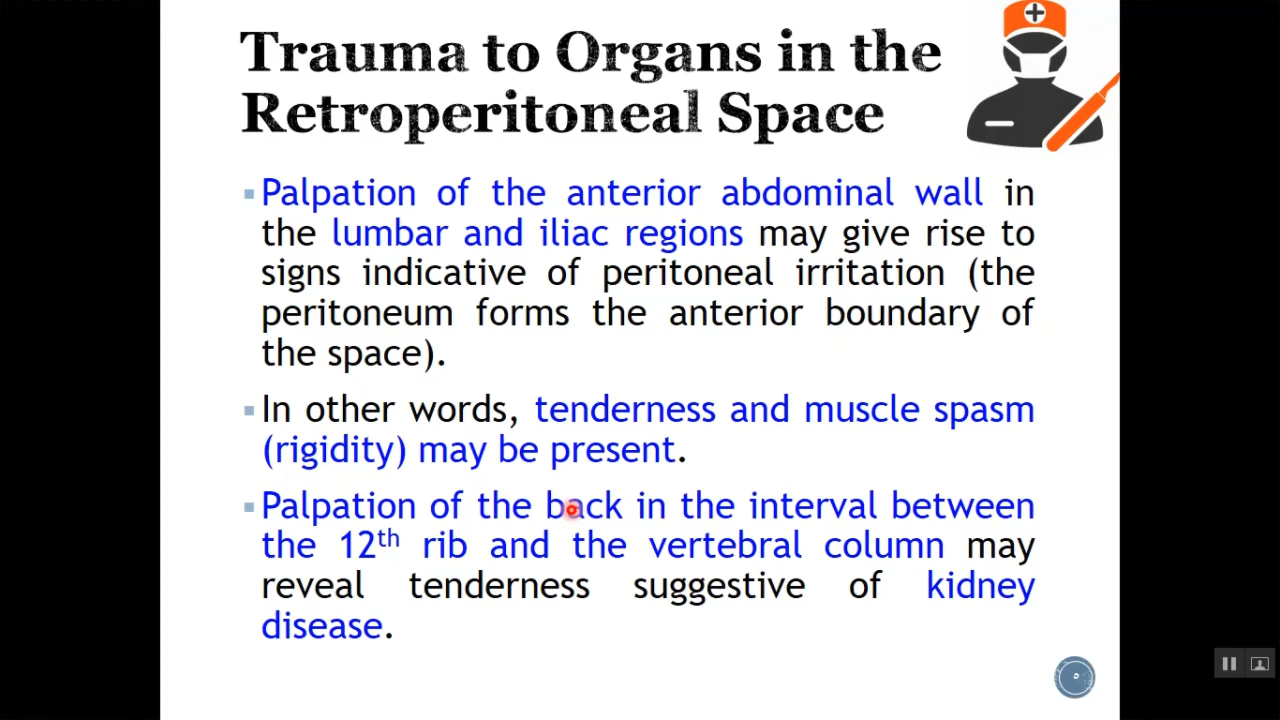 Trauma to Organs in the
Retroperitoneal Space
Palpation of the anterior abdominal wall in
the lumbar and iliac regions may give rise to
signs indicative of peritoneal irritation (the
peritoneum forms the anterior boundary of
the space).
In other words, tenderness and muscle spasm
(rigidity) may be present.
Palpation of the back in the interval between
the 12th rib and the vertebral column may
reveal tenderness suggestive of kidney
disease.